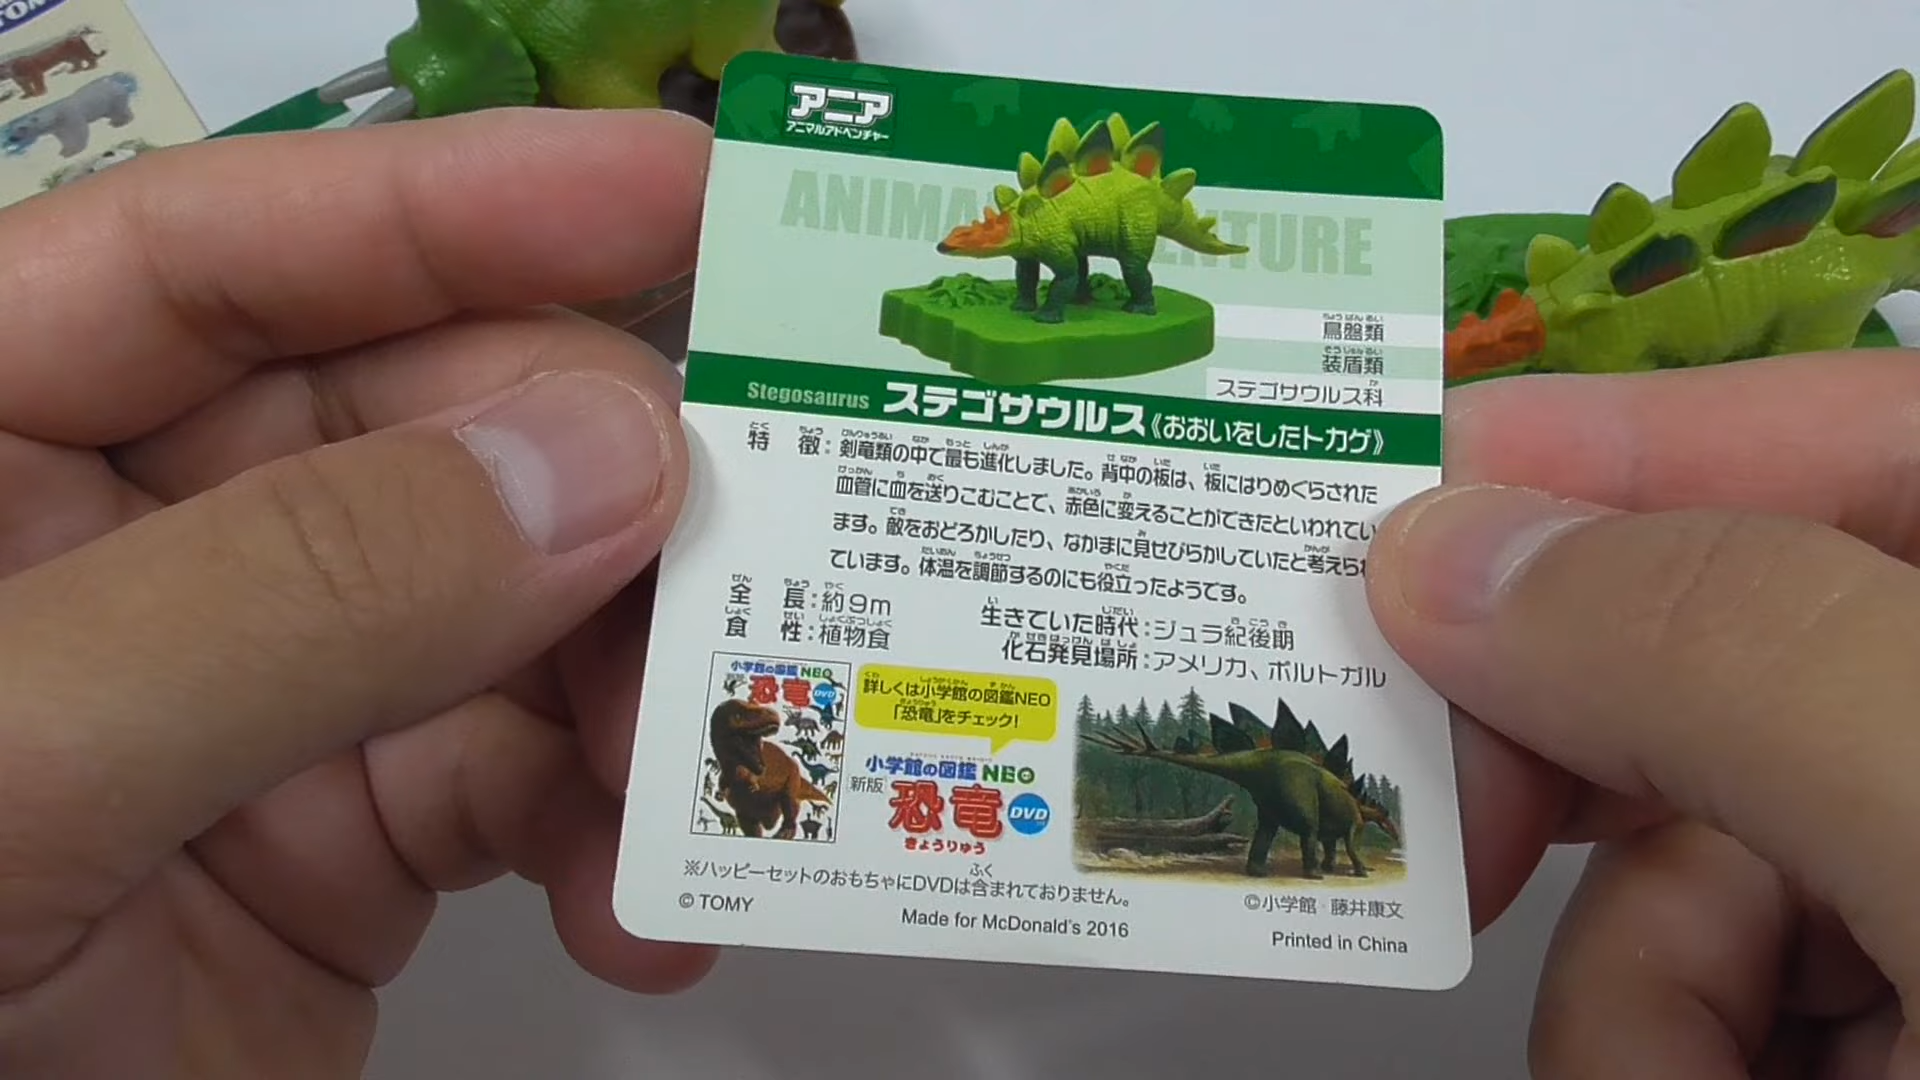 アニア
アニマルアドベンチャー
鳥盤類
装盾類
ステゴサウルス科
Stegosaurus ステゴサウルス《おおいをしたトカゲ》
特徴:剣竜類の中で最も進化しました。背中の板は、板にはりめぐらされた
血管に血を送りこむことで、赤色に変えることができたといわれてい
ます。敵をおどろかしたり、なかまに見せびらかしていたと考えられ
ています。体温を調節するのにも役立ったようです。
全長:約9m
食性:植物食
生きていた時代:ジュラ紀後期
化石発見場所:アメリカ、ポルトガル
小学館の図鑑NEO
恐竜 DVD
詳しくは小学館の図鑑NEO
「恐竜」をチェック!
小学館の図鑑 NEO
新版 恐竜 DVD
きょうりゅう
※ハッピーセットのおもちゃにDVDは含まれておりません。
© TOMY
Made for McDonald's 2016
©小学館・藤井康文
Printed in China